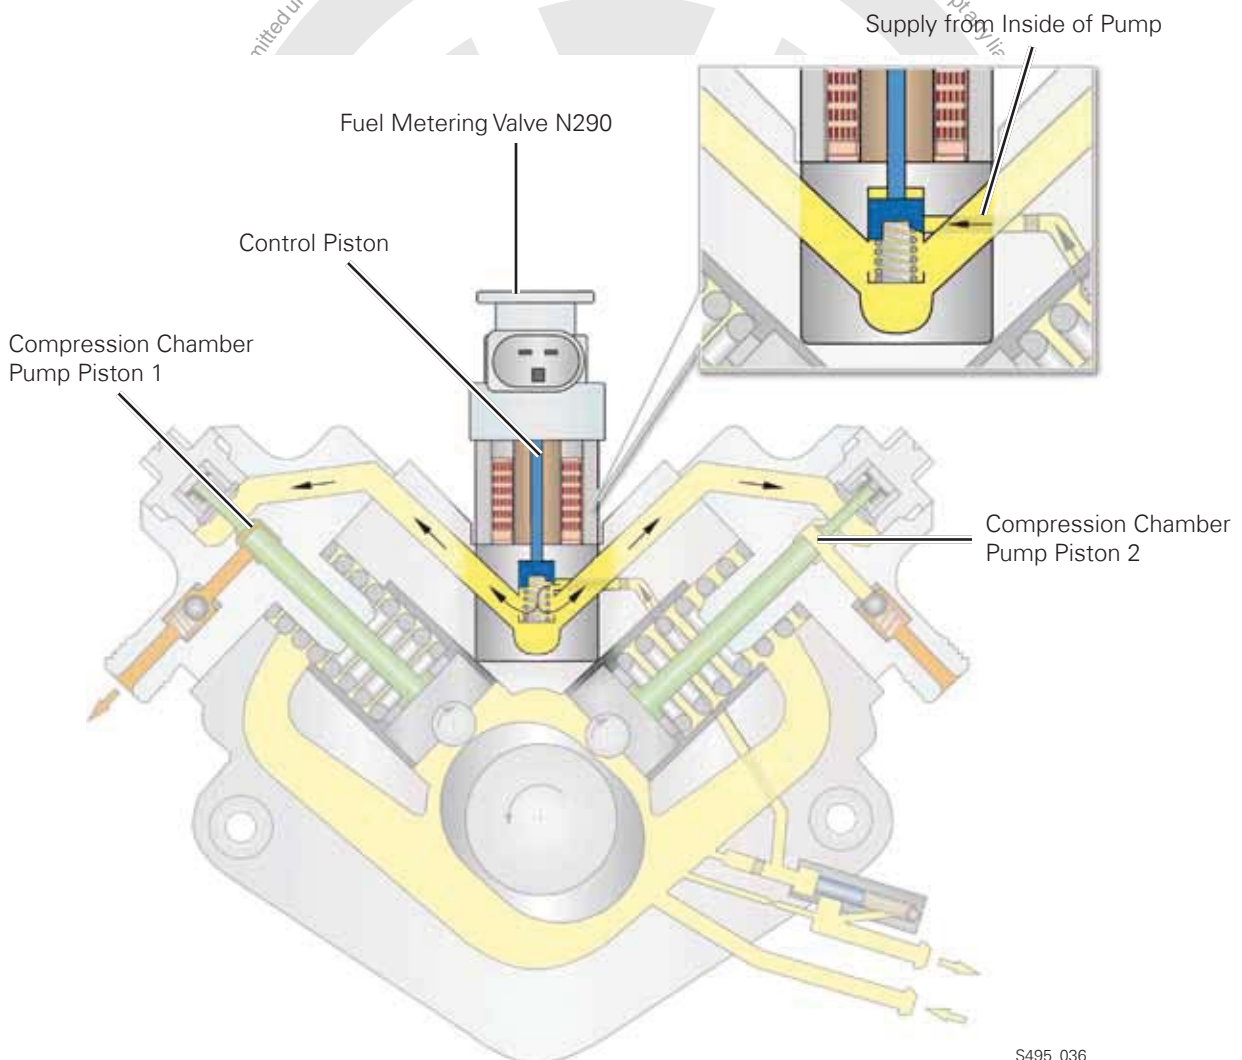 Supply from Inside of Pump
Fuel Metering Valve N290
Control Piston
Compression Chamber
Pump Piston 1
Compression Chamber
Pump Piston 2
S495_036